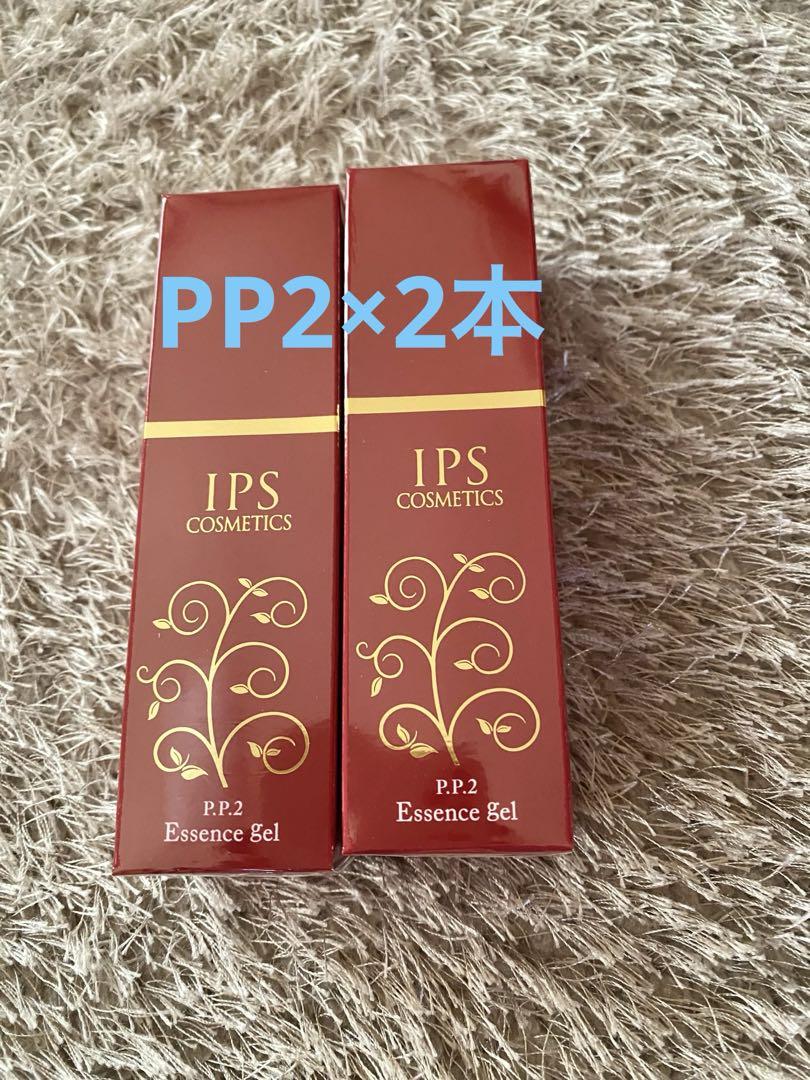 PP2×2本
IPS
COSMETICS
P.P.2
Essence gel
IPS
COSMETICS
P.P.2
Essence gel